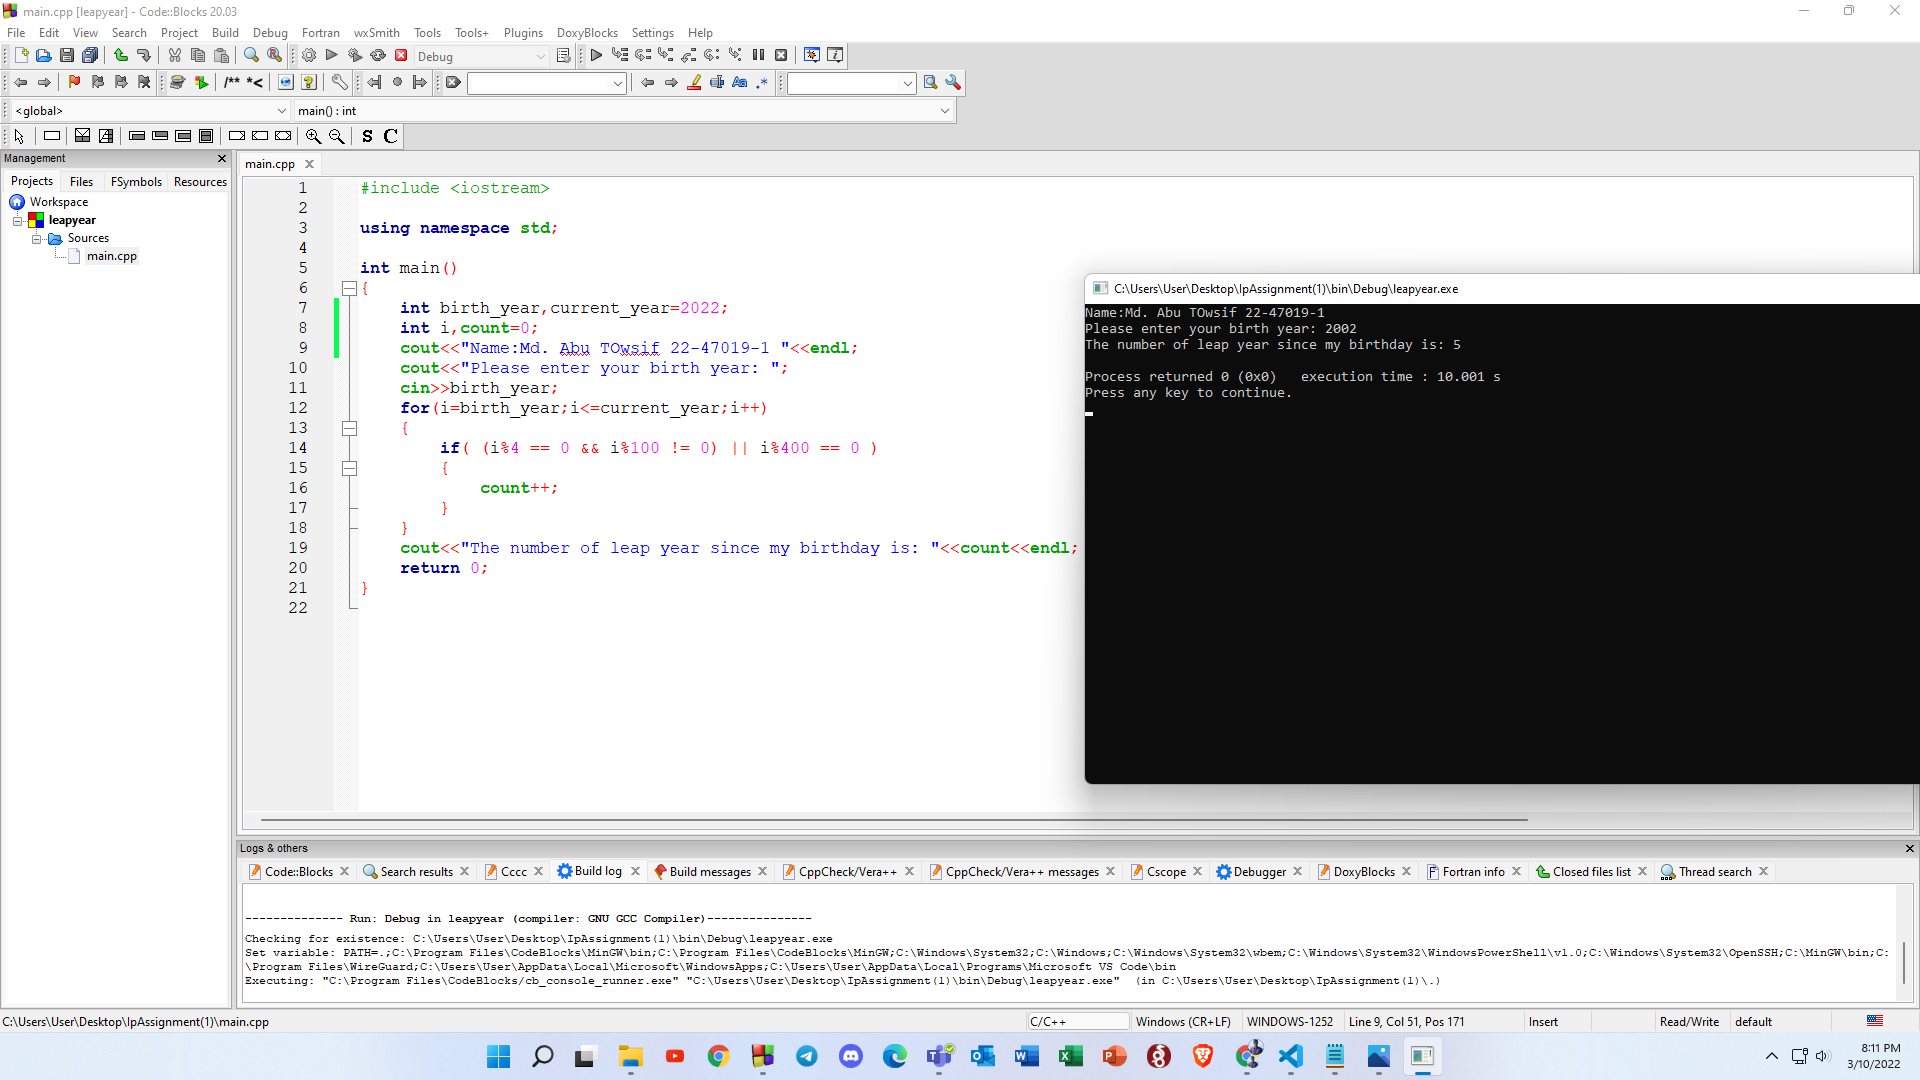 main.cpp [leapyear] - Code::Blocks 20.03
File Edit View Search Project Build Debug Fortran wxSmith Tools Tools+ Plugins DoxyBlocks Settings Help
Debug
/** *<
Aa .*
<global> main() : int
S C
Management
Projects Files FSymbols Resources
Workspace
leapyear
Sources
main.cpp
main.cpp
1 #include <iostream>
2
3 using namespace std;
4
5 int main()
6 {
7 int birth_year,current_year=2022;
8 int i,count=0;
9 cout<<"Name:Md. Abu TOwsif 22-47019-1 "<<endl;
10 cout<<"Please enter your birth year: ";
11 cin>>birth_year;
12 for(i=birth_year;i<=current_year;i++)
13 {
14 if( (i%4 == 0 && i%100 != 0) || i%400 == 0 )
15 {
16 count++;
17 }
18 }
19 cout<<"The number of leap year since my birthday is: "<<count<<endl;
20 return 0;
21 }
22
C:\Users\User\Desktop\IpAssignment(1)\bin\Debug\leapyear.exe
Name:Md. Abu TOwsif 22-47019-1
Please enter your birth year: 2002
The number of leap year since my birthday is: 5
Process returned 0 (0x0) execution time : 10.001 s
Press any key to continue.
Logs & others
Code::Blocks Search results Cccc Build log Build messages CppCheck/Vera++ CppCheck/Vera++ messages Cscope Debugger DoxyBlocks Fortran info Closed files list Thread search
-------------- Run: Debug in leapyear (compiler: GNU GCC Compiler)---------------
Checking for existence: C:\Users\User\Desktop\IpAssignment(1)\bin\Debug\leapyear.exe
Set variable: PATH=.;C:\Program Files\CodeBlocks\MinGW\bin;C:\Program Files\CodeBlocks\MinGW;C:\Windows\System32;C:\Windows;C:\Windows\System32\wbem;C:\Windows\System32\WindowsPowerShell\v1.0;C:\Windows\System32\OpenSSH;C:\MinGW\bin;C:
\Program Files\WireGuard;C:\Users\User\AppData\Local\Microsoft\WindowsApps;C:\Users\User\AppData\Local\Programs\Microsoft VS Code\bin
Executing: "C:\Program Files\CodeBlocks/cb_console_runner.exe" "C:\Users\User\Desktop\IpAssignment(1)\bin\Debug\leapyear.exe" (in C:\Users\User\Desktop\IpAssignment(1)\.)
C:\Users\User\Desktop\IpAssignment(1)\main.cpp C/C++ Windows (CR+LF) WINDOWS-1252 Line 9, Col 51, Pos 171 Insert Read/Write default
8:11 PM
3/10/2022